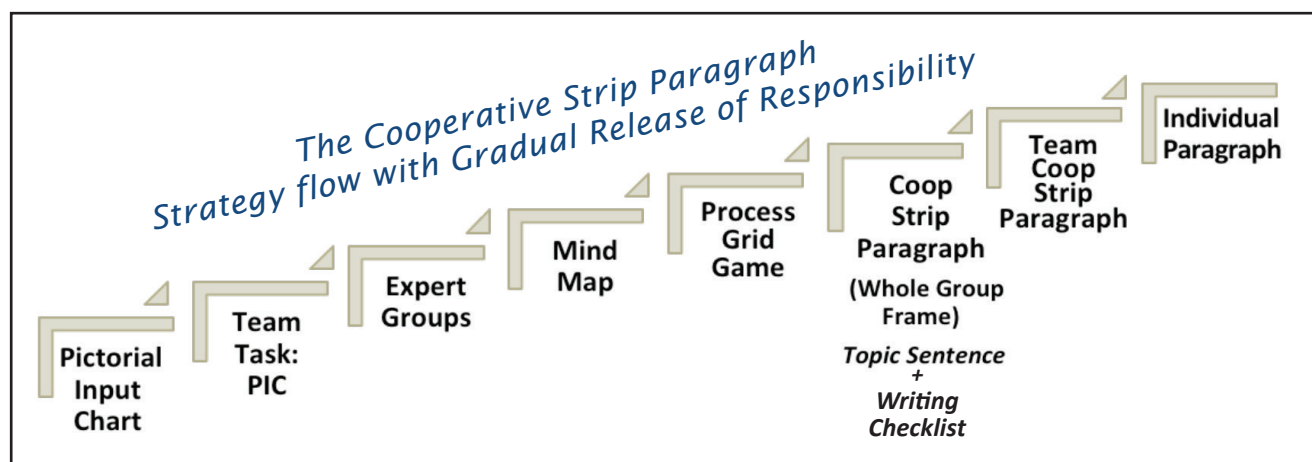 The Cooperative Strip Paragraph
Strategy flow with Gradual Release of Responsibility
Pictorial
Input
Chart
Team
Task:
PIC
Expert
Groups
Mind
Map
Process
Grid
Game
Coop
Strip
Paragraph
(Whole Group
Frame)
Topic Sentence
+
Writing
Checklist
Team
Coop
Strip
Paragraph
Individual
Paragraph